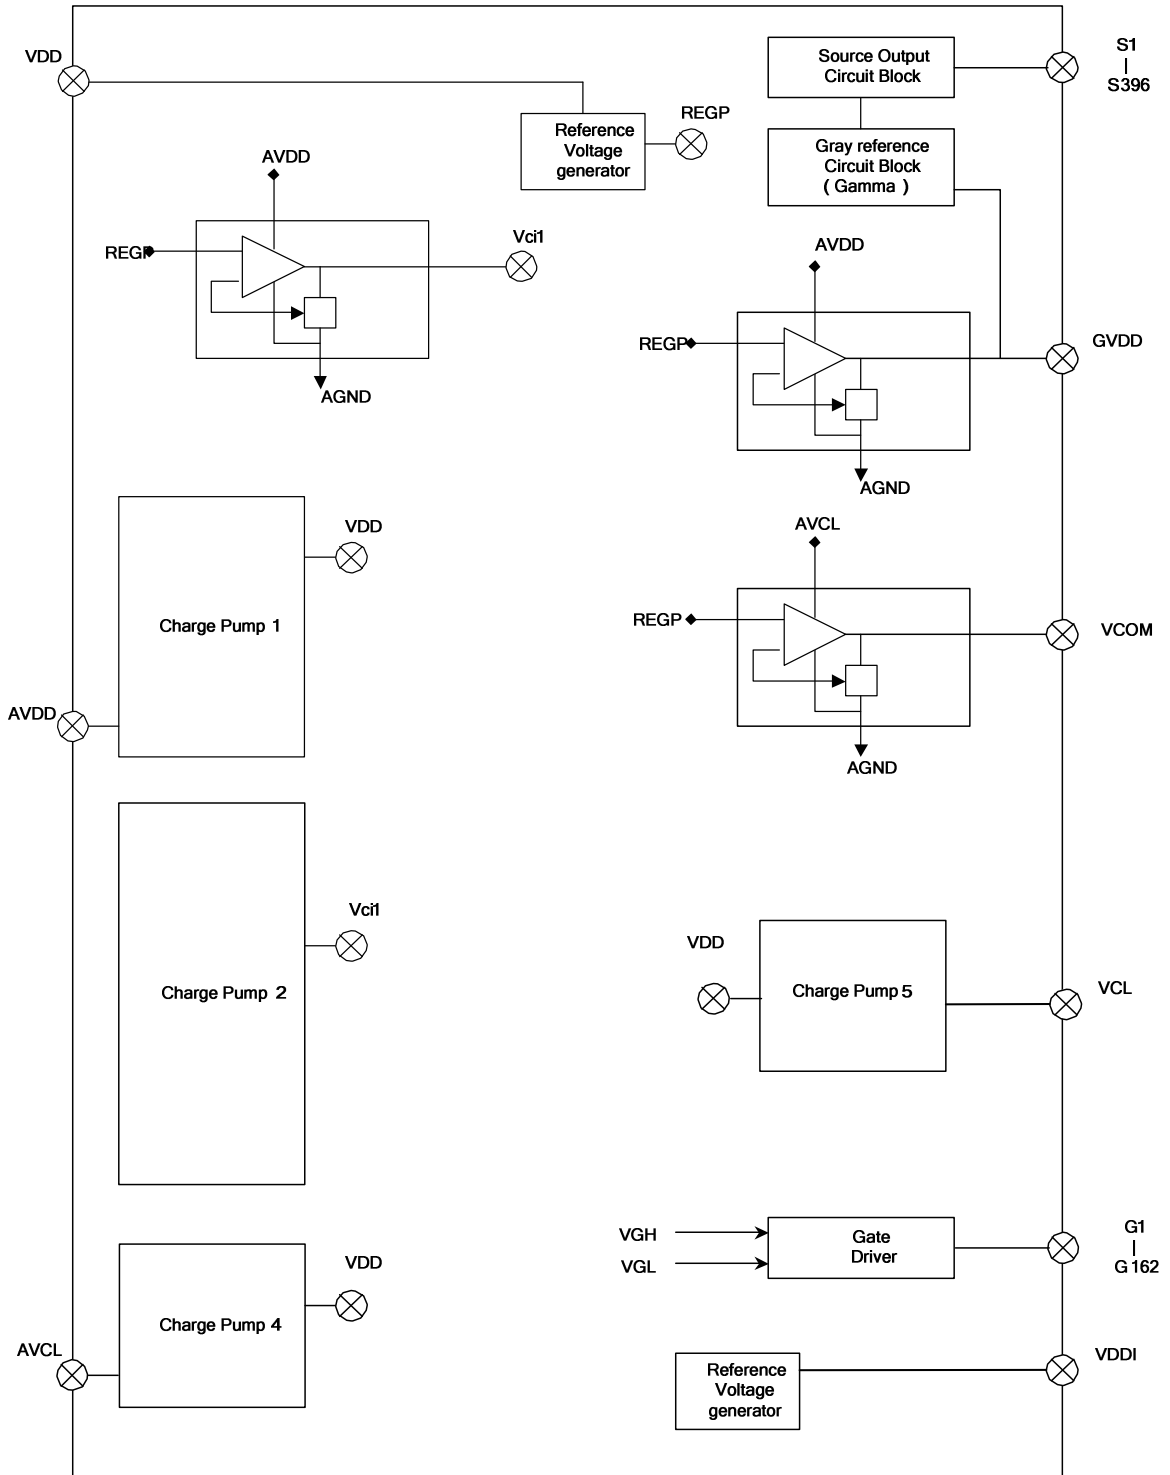 VDD
Source Output
Circuit Block
S1
S396
REGP
Reference
Voltage
generator
Gray reference
Circuit Block
( Gamma )
AVDD
REGP
Vci1
AGND
AVDD
REGP
GVDD
AGND
VDD
Charge Pump 1
AVDD
AVCL
REGP
VCOM
AGND
Vci1
Charge Pump 2
VDD
Charge Pump 5
VCL
VGH
VGL
Gate
Driver
G1
G162
VDD
Charge Pump 4
AVCL
Reference
Voltage
generator
VDDI